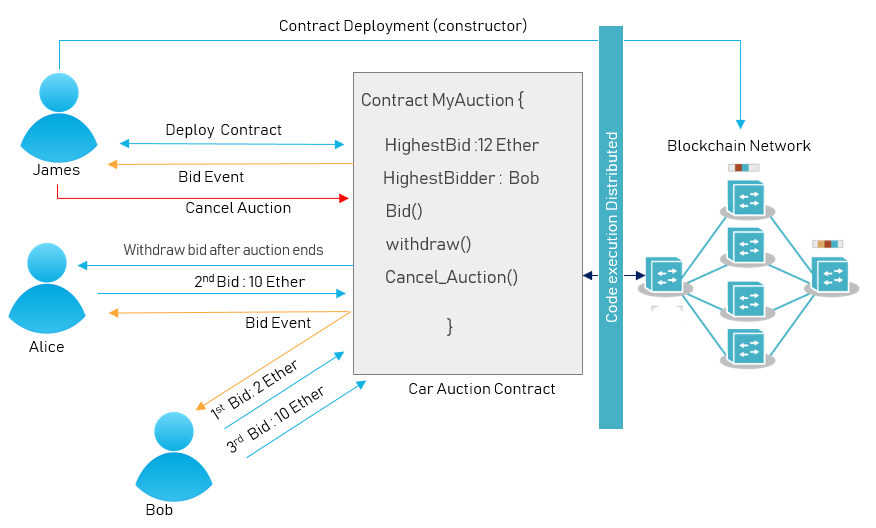 Contract Deployment (constructor)
Contract MyAuction {
HighestBid :12 Ether
HighestBidder : Bob
Bid()
withdraw()
Cancel_Auction()
}
Car Auction Contract
Deploy Contract
Bid Event
James
Cancel Auction
Withdraw bid after auction ends
2nd Bid : 10 Ether
Bid Event
Alice
1st Bid: 2 Ether
3rd Bid : 10 Ether
Bob
Code execution Distributed
Blockchain Network